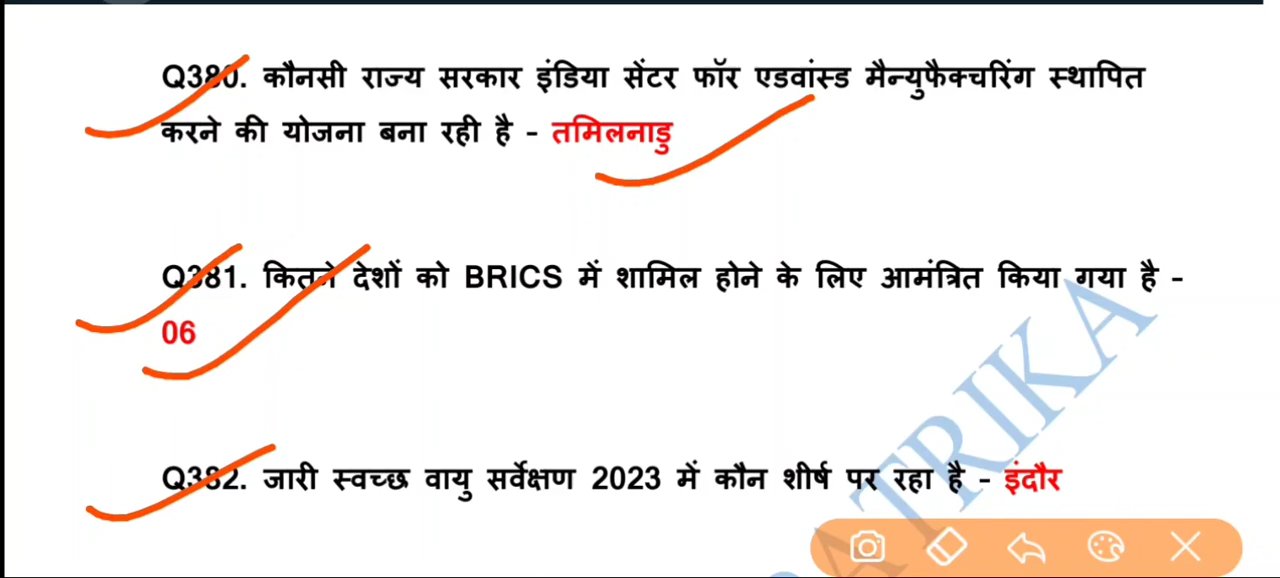 Q380. कौनसी राज्य सरकार इंडिया सेंटर फॉर एडवांस्ड मैन्युफैक्चरिंग स्थापित
करने की योजना बना रही है - तमिलनाडु
Q381. कितने देशों को BRICS में शामिल होने के लिए आमंत्रित किया गया है -
06
Q382. जारी स्वच्छ वायु सर्वेक्षण 2023 में कौन शीर्ष पर रहा है - इंदौर
TRIKA